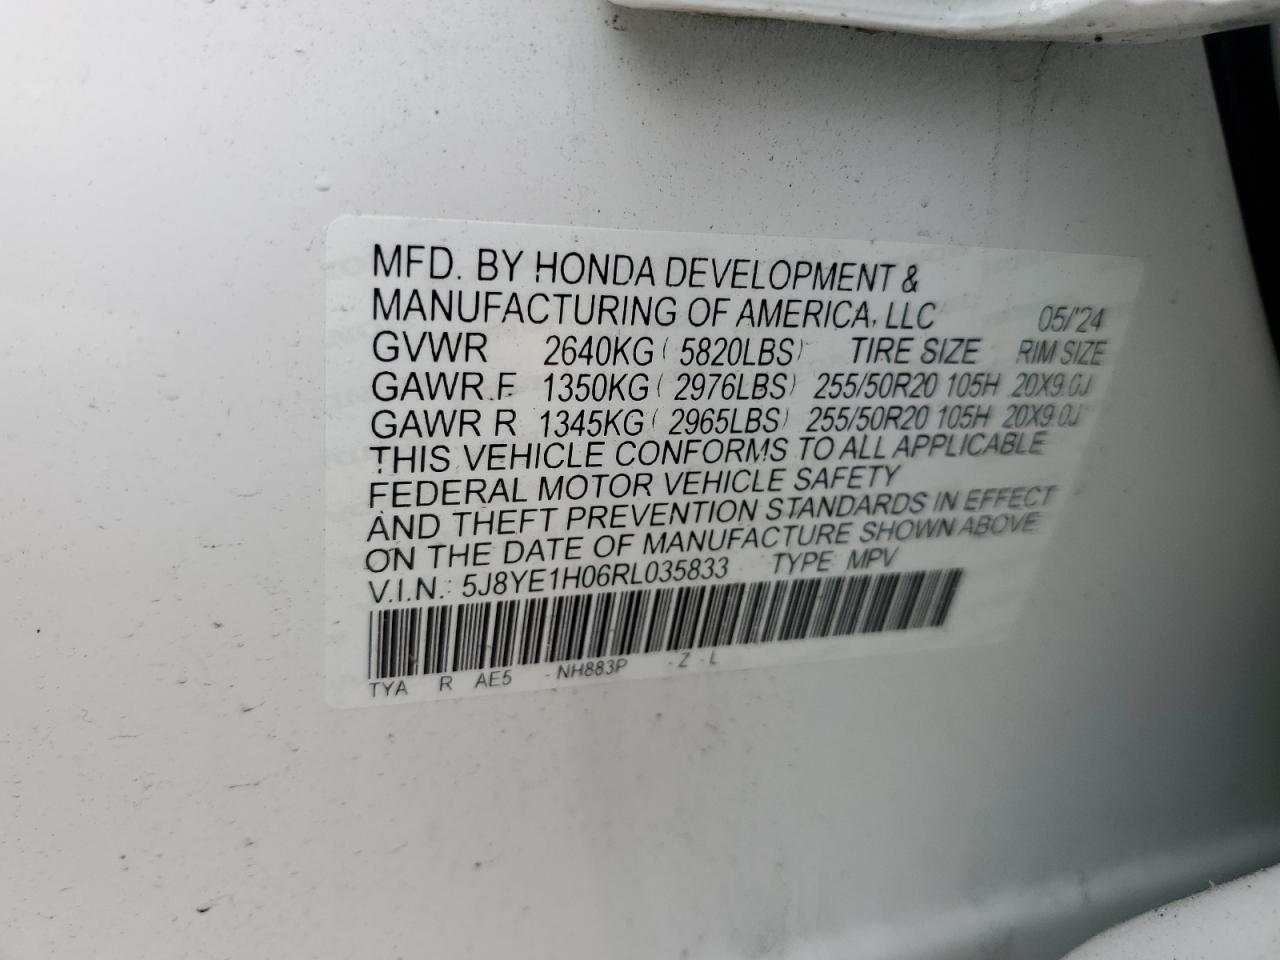 MFD. BY HONDA DEVELOPMENT &
MANUFACTURING OF AMERICA, LLC 05/'24
GVWR 2640KG ( 5820LBS) TIRE SIZE RIM SIZE
GAWR F 1350KG ( 2976LBS) 255/50R20 105H 20X9.0J
GAWR R 1345KG ( 2965LBS) 255/50R20 105H 20X9.0J
THIS VEHICLE CONFORMS TO ALL APPLICABLE
FEDERAL MOTOR VEHICLE SAFETY
AND THEFT PREVENTION STANDARDS IN EFFECT
ON THE DATE OF MANUFACTURE SHOWN ABOVE
V.I.N.: 5J8YE1H06RL035833 TYPE: MPV
TYA R AE5 - NH883P - Z - L